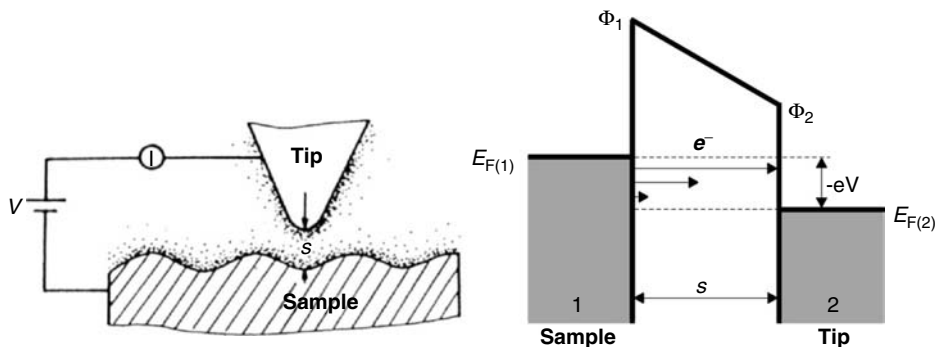 I
Tip
V
s
Sample
Φ1
Φ2
e−
EF(1)
-eV
EF(2)
s
1
2
Sample
Tip